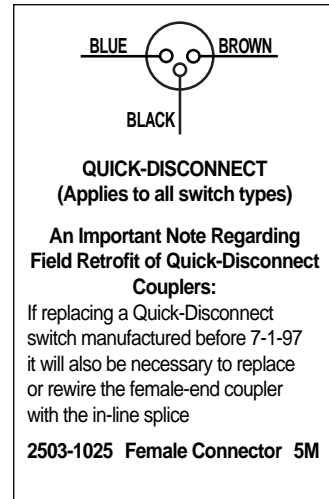 BLUE BROWN
BLACK
QUICK-DISCONNECT
(Applies to all switch types)
An Important Note Regarding
Field Retrofit of Quick-Disconnect
Couplers:
If replacing a Quick-Disconnect
switch manufactured before 7-1-97
it will also be necessary to replace
or rewire the female-end coupler
with the in-line splice
2503-1025 Female Connector 5M